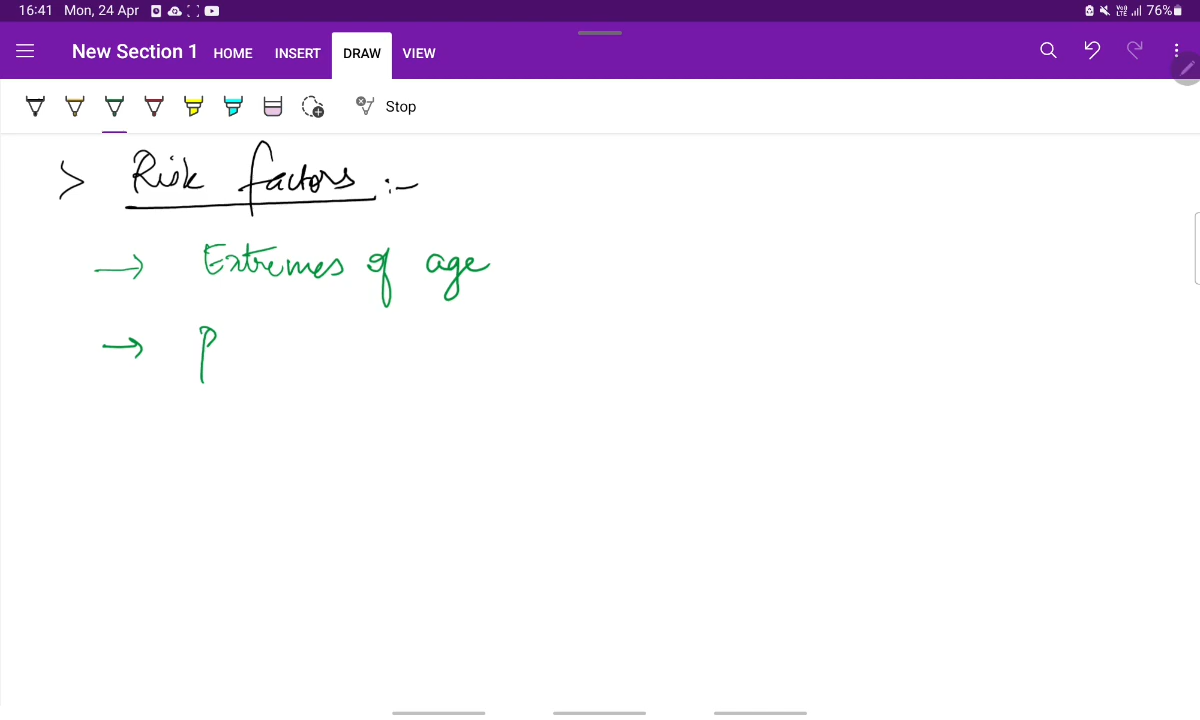 16:41 Mon, 24 Apr 76%
New Section 1 HOME INSERT DRAW VIEW
Stop
> Risk factors :-
→ Extremes of age
→ P